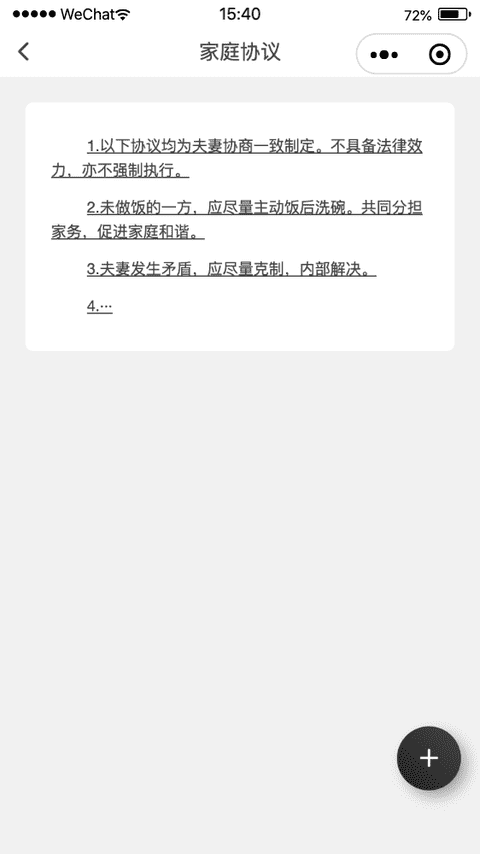 WeChat 15:40 72%
家庭协议
1.以下协议均为夫妻协商一致制定。不具备法律效
力，亦不强制执行。
2.未做饭的一方，应尽量主动饭后洗碗。共同分担
家务，促进家庭和谐。
3.夫妻发生矛盾，应尽量克制，内部解决。
4.…